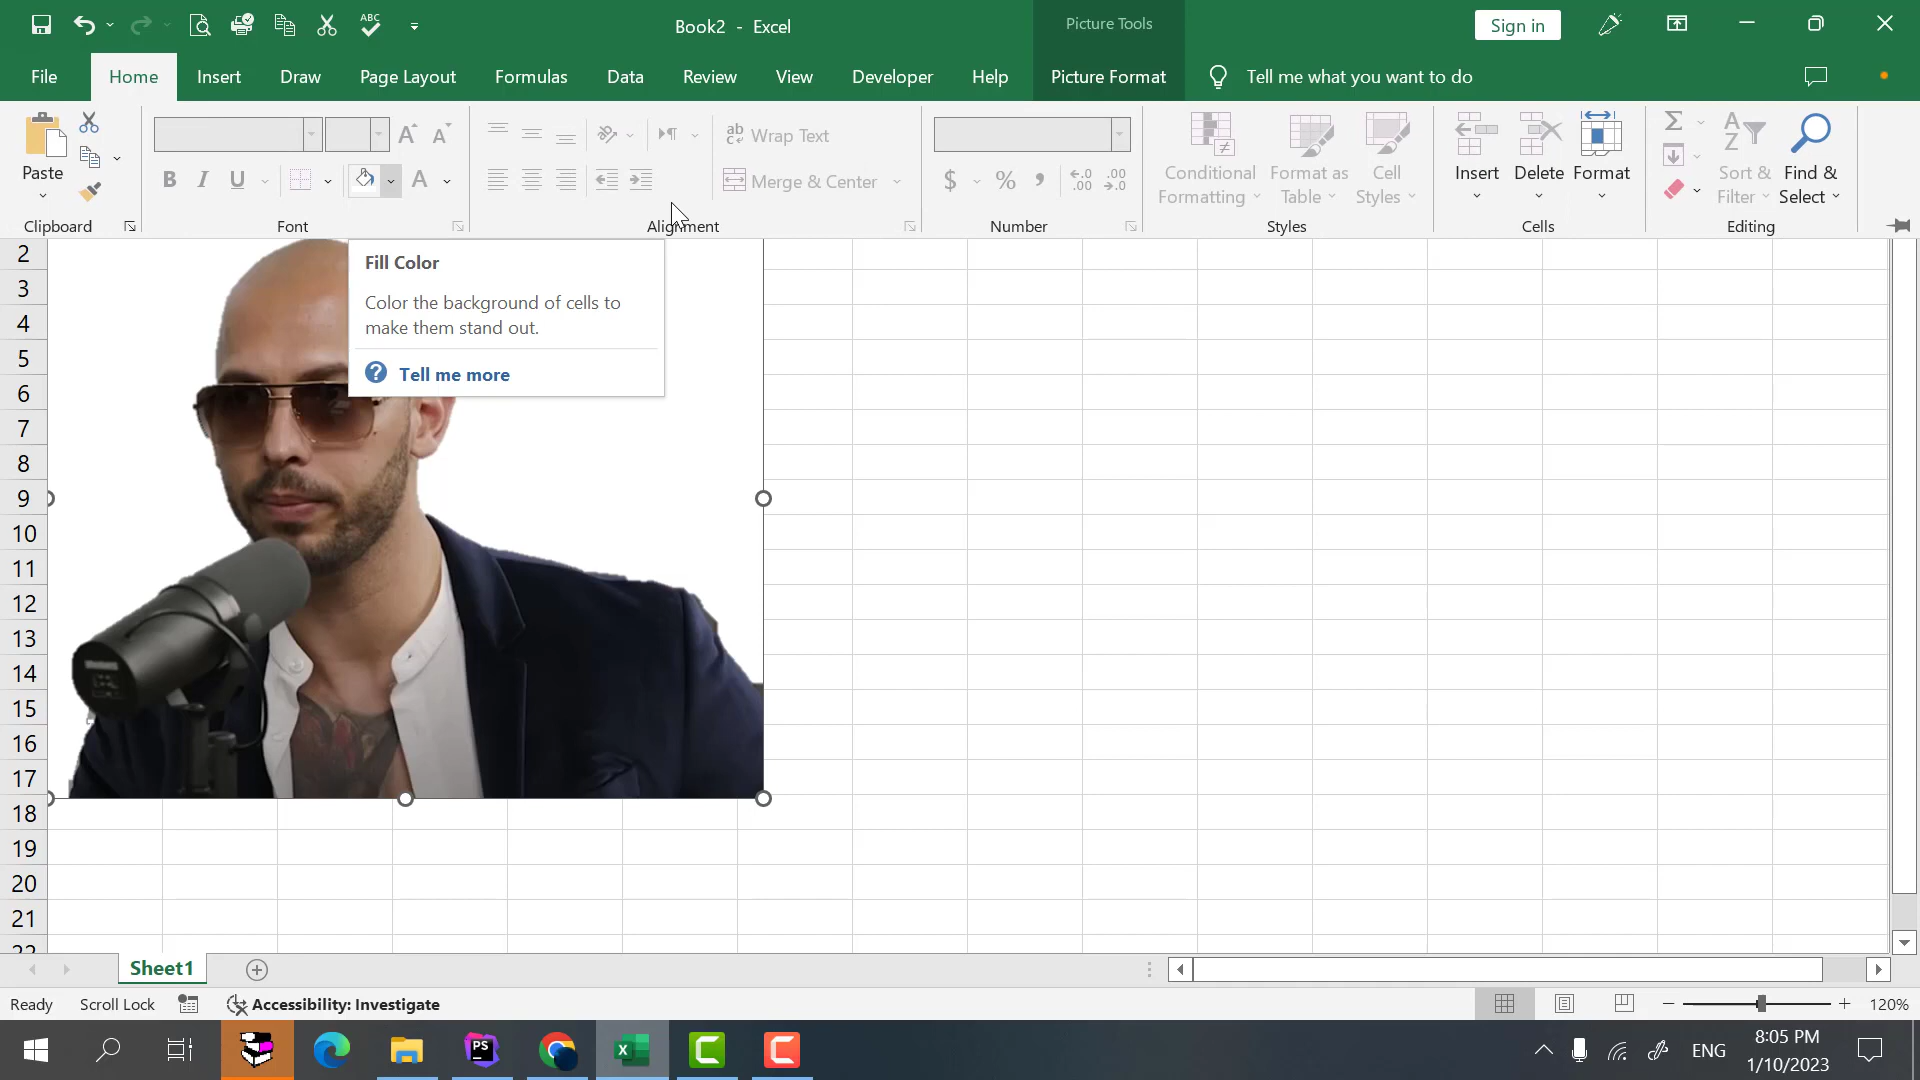 Book2 - Excel
Picture Tools
Sign in
File
Home
Insert
Draw
Page Layout
Formulas
Data
Review
View
Developer
Help
Picture Format
Tell me what you want to do
Paste
Clipboard
B I U
A
Font
ab Wrap Text
Merge & Center
Alignment
$ % ,
Number
Conditional
Formatting
Format as
Table
Cell
Styles
Styles
Insert
Delete
Format
Cells
Sort &
Filter
Find &
Select
Editing
Fill Color
Color the background of cells to
make them stand out.
Tell me more
2
3
4
5
6
7
8
9
10
11
12
13
14
15
16
17
18
19
20
21
22
Sheet1
Ready
Scroll Lock
Accessibility: Investigate
120%
PS
ENG
8:05 PM
1/10/2023